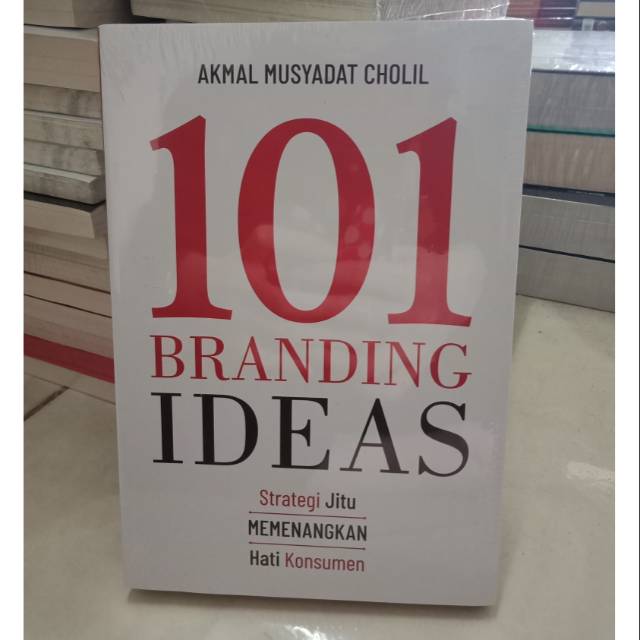 AKMAL MUSYADAT CHOLIL
101
BRANDING
IDEAS
Strategi Jitu
MEMENANGKAN
Hati Konsumen